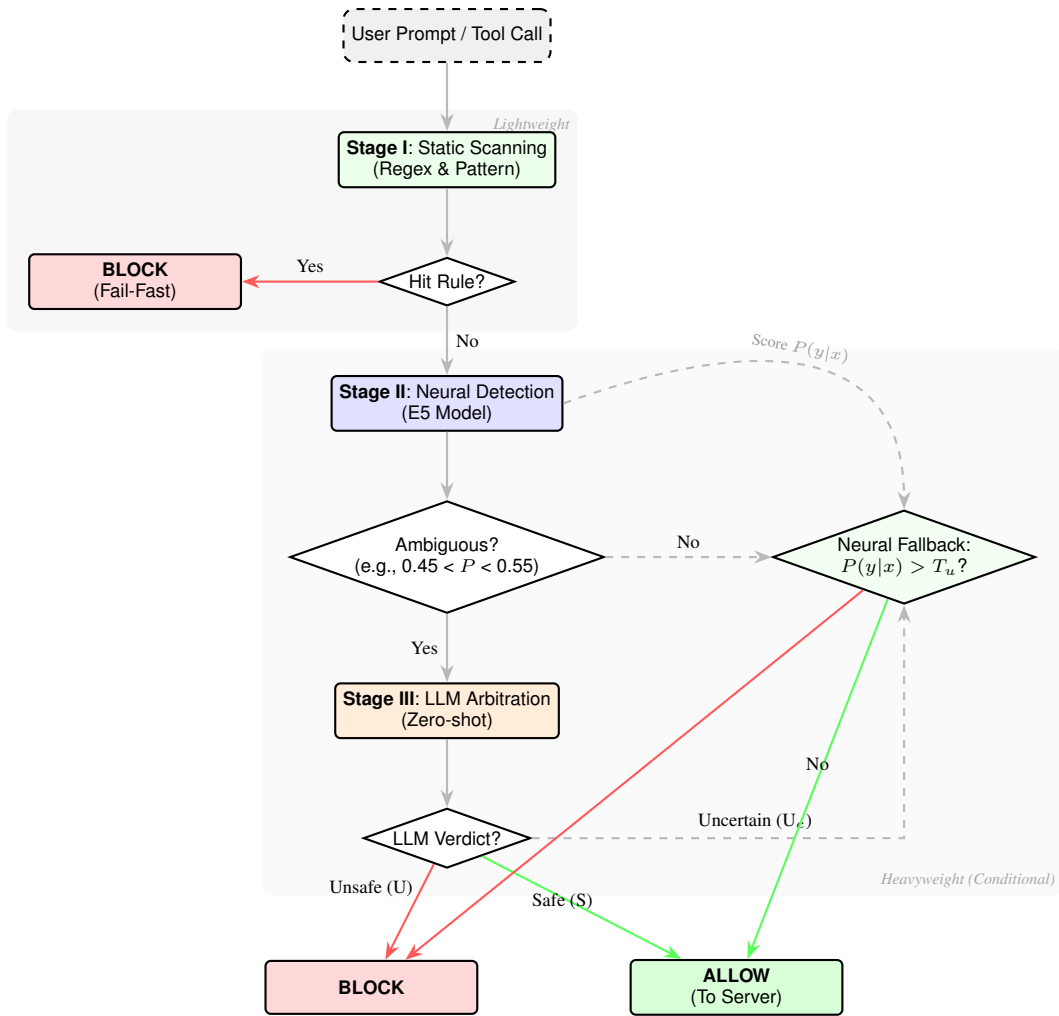 User Prompt / Tool Call
Lightweight
Stage I: Static Scanning
(Regex & Pattern)
BLOCK
(Fail-Fast)
Yes
Hit Rule?
No
Score P(y|x)
Stage II: Neural Detection
(E5 Model)
Ambiguous?
(e.g., 0.45 < P < 0.55)
No
Neural Fallback:
P(y|x) > Tᵤ?
Yes
Stage III: LLM Arbitration
(Zero-shot)
No
LLM Verdict?
Uncertain (U_c)
Heavyweight (Conditional)
Unsafe (U)
Safe (S)
BLOCK
ALLOW
(To Server)